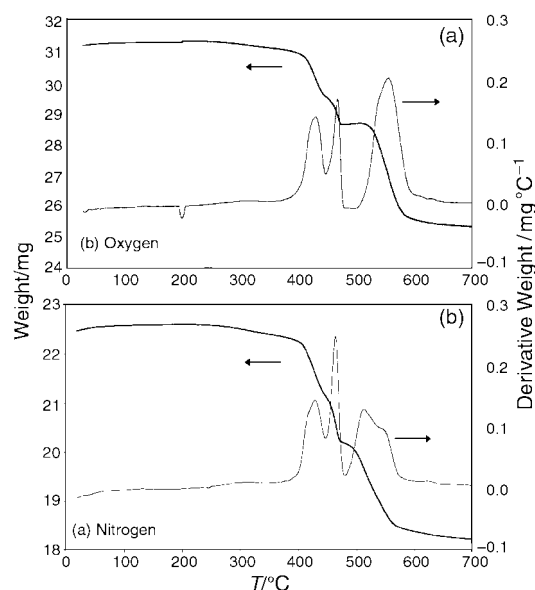 32
31
30
29
28
27
26
25
24
(a)
(b) Oxygen
0.3
0.2
0.1
0.0
–0.1
0 100 200 300 400 500 600 700
Weight/mg
Derivative Weight/mg °C–1
23
22
21
20
19
18
(b)
(a) Nitrogen
0.3
0.2
0.1
0.0
–0.1
0 100 200 300 400 500 600 700
T/°C